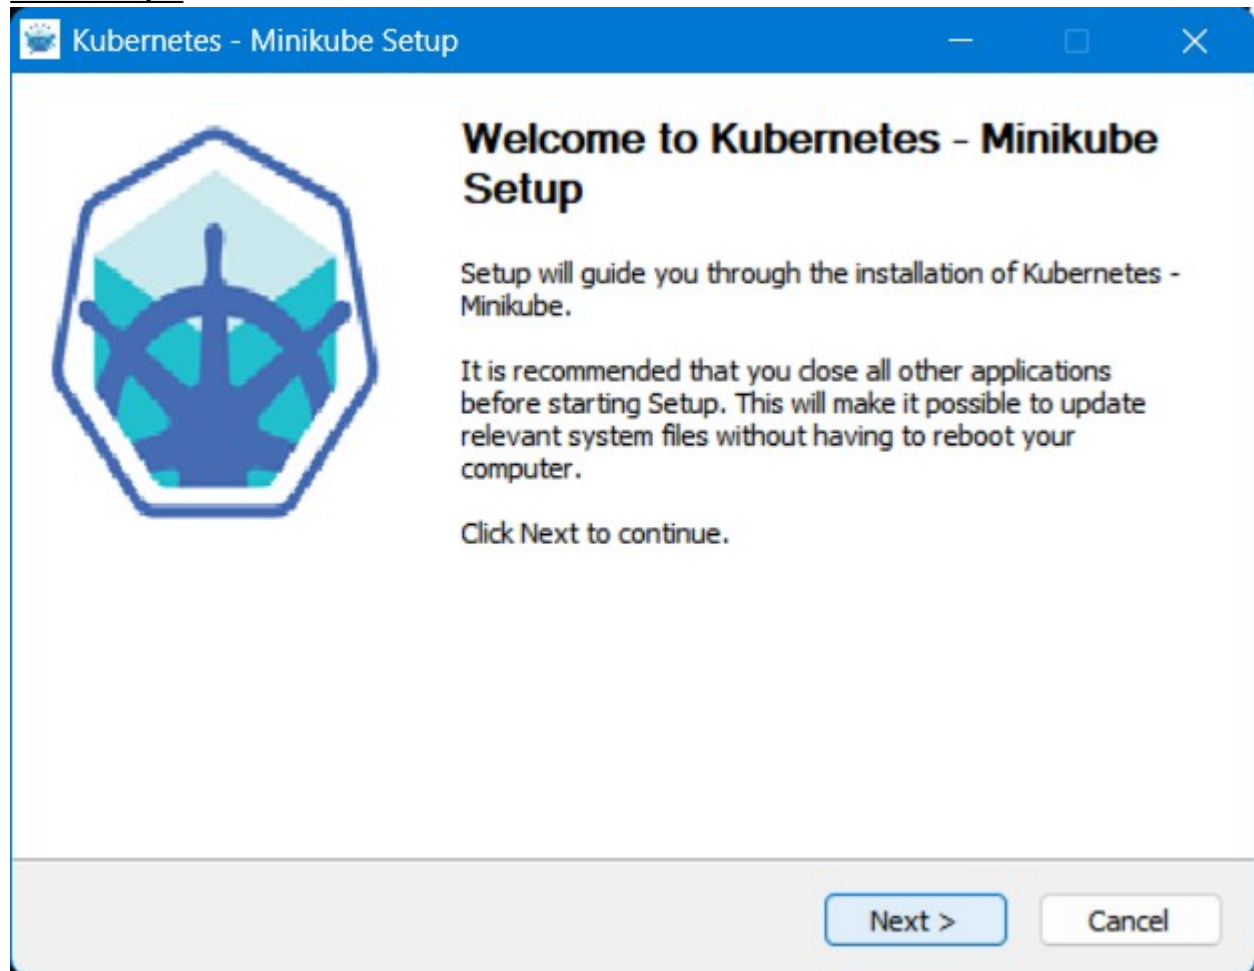 Kubernetes - Minikube Setup
Welcome to Kubernetes - Minikube
Setup
Setup will guide you through the installation of Kubernetes -
Minikube.
It is recommended that you close all other applications
before starting Setup. This will make it possible to update
relevant system files without having to reboot your
computer.
Click Next to continue.
Next >
Cancel